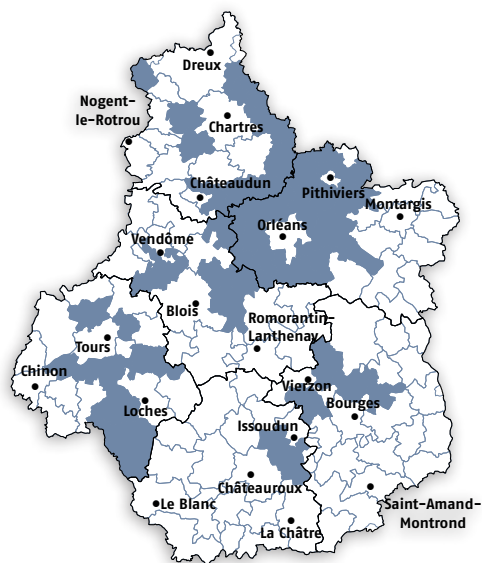 Dreux
Nogent-
le-Rotrou
Chartres
Châteaudun
Pithiviers
Montargis
Orléans
Vendôme
Blois
Romorantin-
Lanthenay
Tours
Chinon
Loches
Vierzon
Bourges
Issoudun
Châteauroux
Le Blanc
La Châtre
Saint-Amand-
Montrond